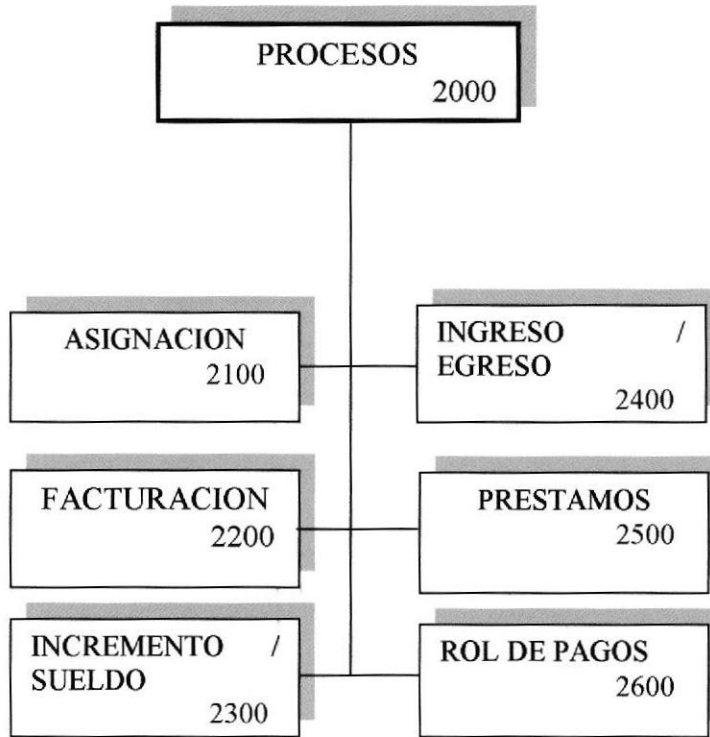 PROCESOS
2000
ASIGNACION
2100
INGRESO /
EGRESO
2400
FACTURACION
2200
PRESTAMOS
2500
INCREMENTO /
SUELDO
2300
ROL DE PAGOS
2600